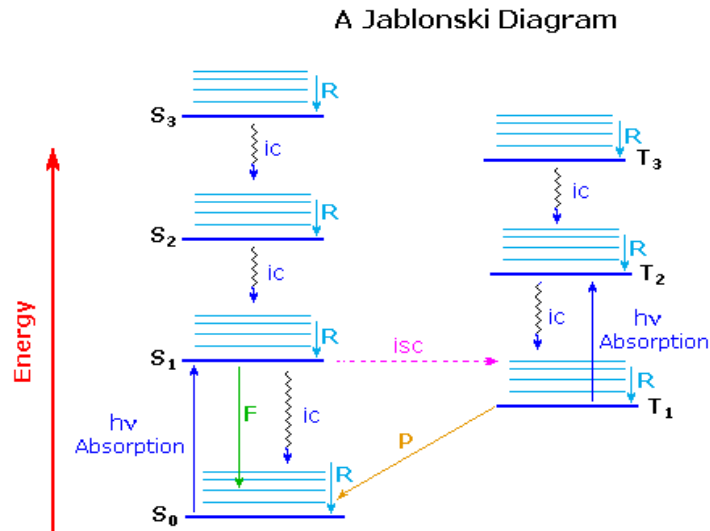 A Jablonski Diagram
R
S3
ic
R
T3
R
ic
S2
R
T2
ic
R
ic
hν
Absorption
S1
isc
R
T1
F
ic
hν
Absorption
P
R
S0
Energy